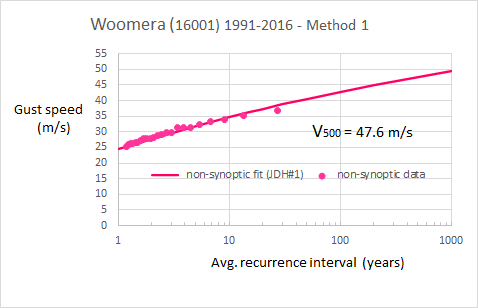 Woomera (16001) 1991-2016 - Method 1
55
50
45
40
35
30
25
20
15
10
5
0
Gust speed
(m/s)
V500 = 47.6 m/s
non-synoptic fit (JDH#1)
non-synoptic data
1
10
100
1000
Avg. recurrence interval (years)